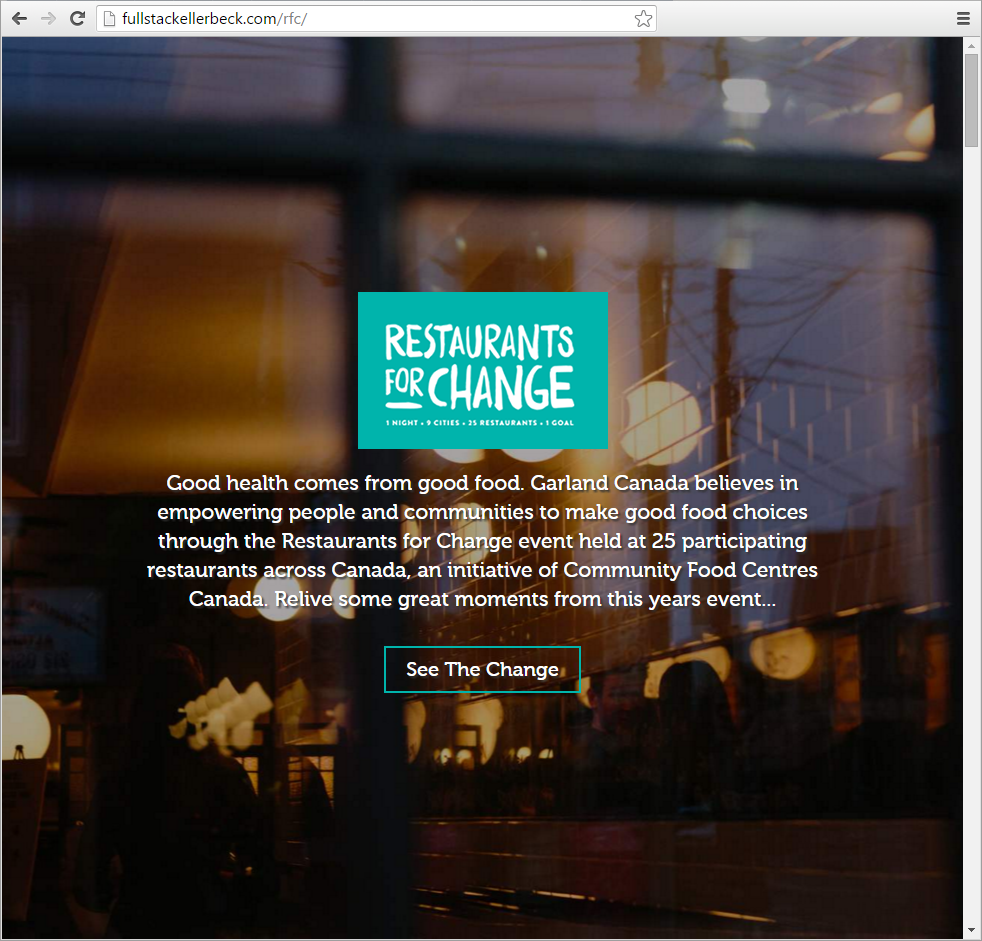 fullstackellerbeck.com/rfc/
RESTAURANTS
FOR CHANGE
1 NIGHT • 9 CITIES • 25 RESTAURANTS • 1 GOAL
Good health comes from good food. Garland Canada believes in
empowering people and communities to make good food choices
through the Restaurants for Change event held at 25 participating
restaurants across Canada, an initiative of Community Food Centres
Canada. Relive some great moments from this years event...
See The Change